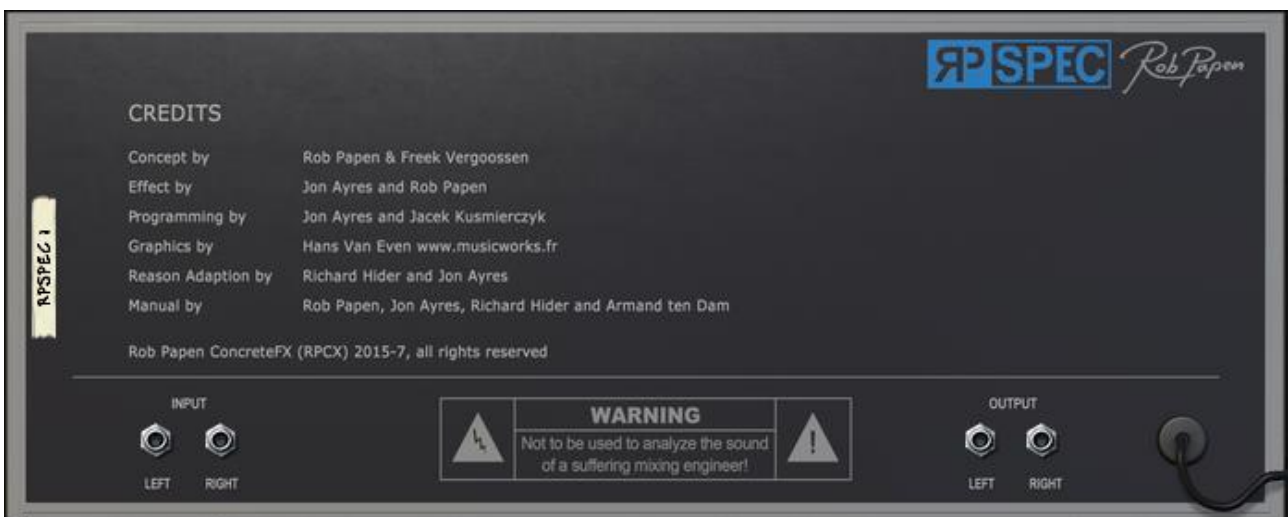 RP SPEC Rob Papen
CREDITS
Concept by Rob Papen & Freek Vergoossen
Effect by Jon Ayres and Rob Papen
Programming by Jon Ayres and Jacek Kusmierczyk
Graphics by Hans Van Even www.musicworks.fr
Reason Adaption by Richard Hider and Jon Ayres
Manual by Rob Papen, Jon Ayres, Richard Hider and Armand ten Dam
RPSPEC 1
Rob Papen ConcreteFX (RPCX) 2015-7, all rights reserved
INPUT
LEFT RIGHT
WARNING
Not to be used to analyze the sound
of a suffering mixing engineer!
OUTPUT
LEFT RIGHT